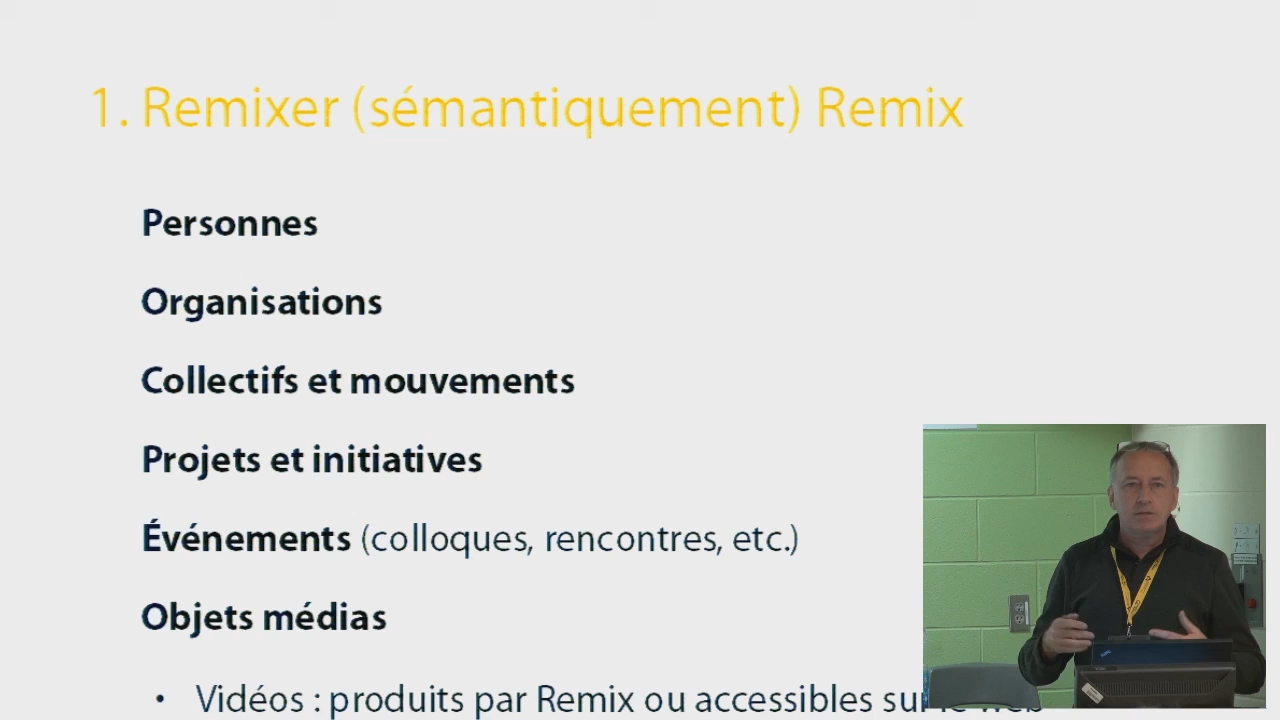 1. Remixer (sémantiquement) Remix
Personnes
Organisations
Collectifs et mouvements
Projets et initiatives
Événements (colloques, rencontres, etc.)
Objets médias
• Vidéos : produits par Remix ou accessibles sur le web